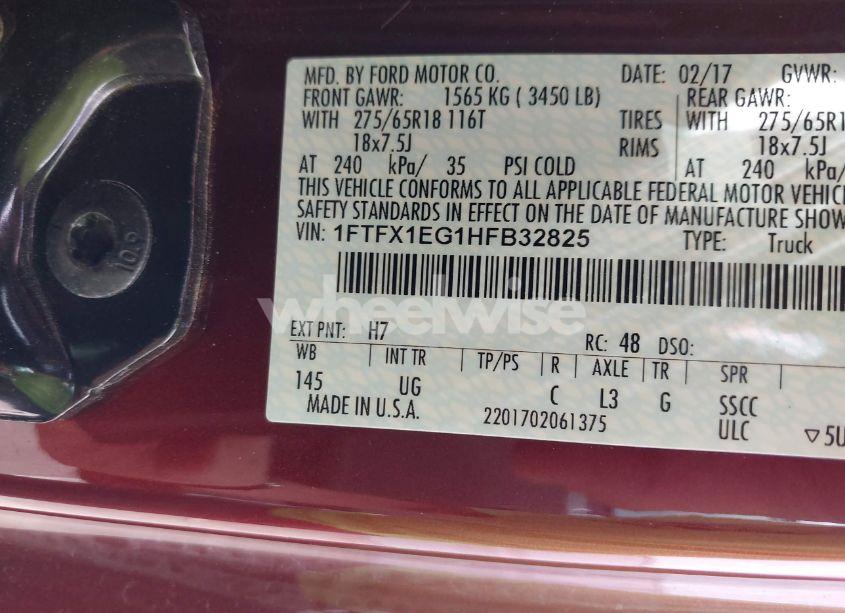 MFD. BY FORD MOTOR CO. DATE: 02/17 GVWR:
FRONT GAWR: 1565 KG ( 3450 LB) REAR GAWR:
WITH 275/65R18 116T TIRES WITH 275/65R1
18x7.5J RIMS 18x7.5J
AT 240 kPa/ 35 PSI COLD AT 240 kPa/
THIS VEHICLE CONFORMS TO ALL APPLICABLE FEDERAL MOTOR VEHIC
SAFETY STANDARDS IN EFFECT ON THE DATE OF MANUFACTURE SHOW
VIN: 1FTFX1EG1HFB32825 TYPE: Truck
wheelwise
EXT PNT: H7 RC: 48 DSO:
WB INT TR TP/PS R AXLE TR SPR
145 UG C L3 G SSCC
MADE IN U.S.A. 2201702061375 ULC ▽5U
10.9